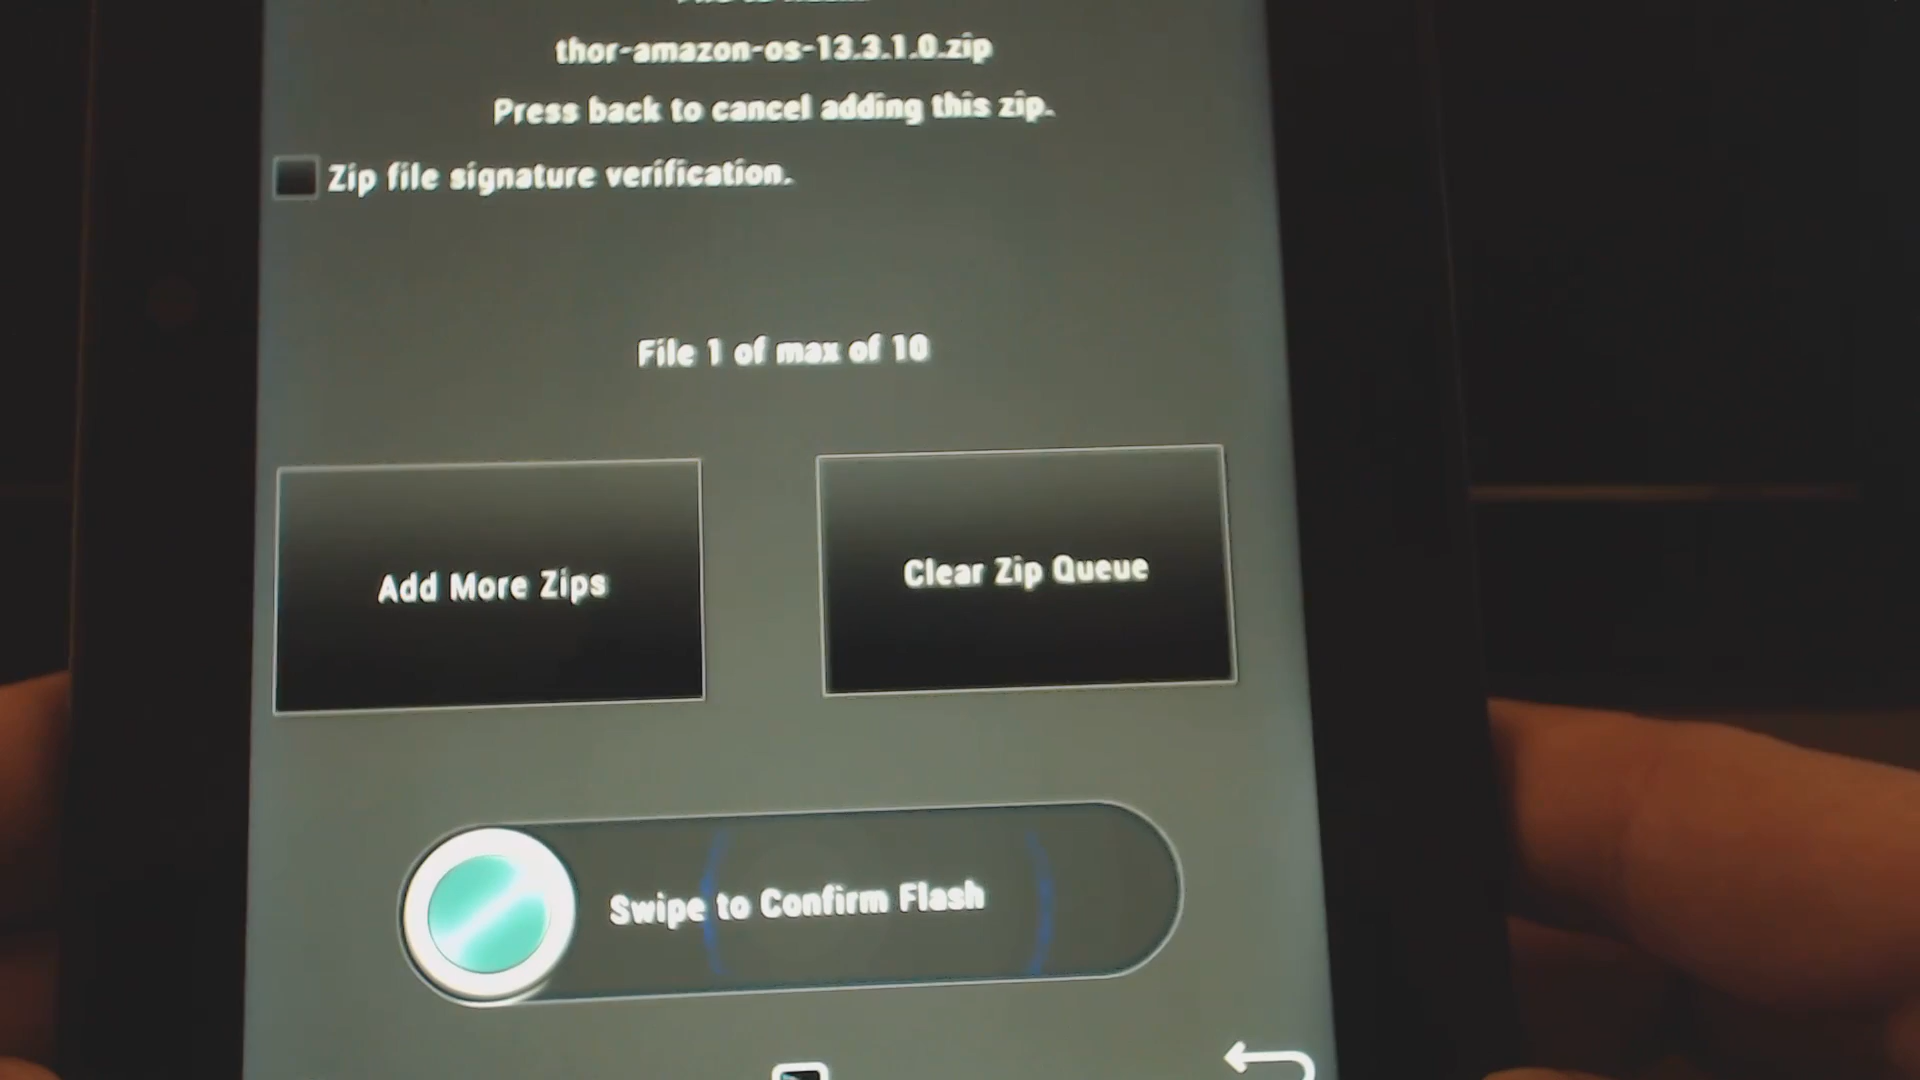 thor-amazon-os-13.3.1.0.zip
Press back to cancel adding this zip.
Zip file signature verification.
File 1 of max of 10
Add More Zips
Clear Zip Queue
Swipe to Confirm Flash